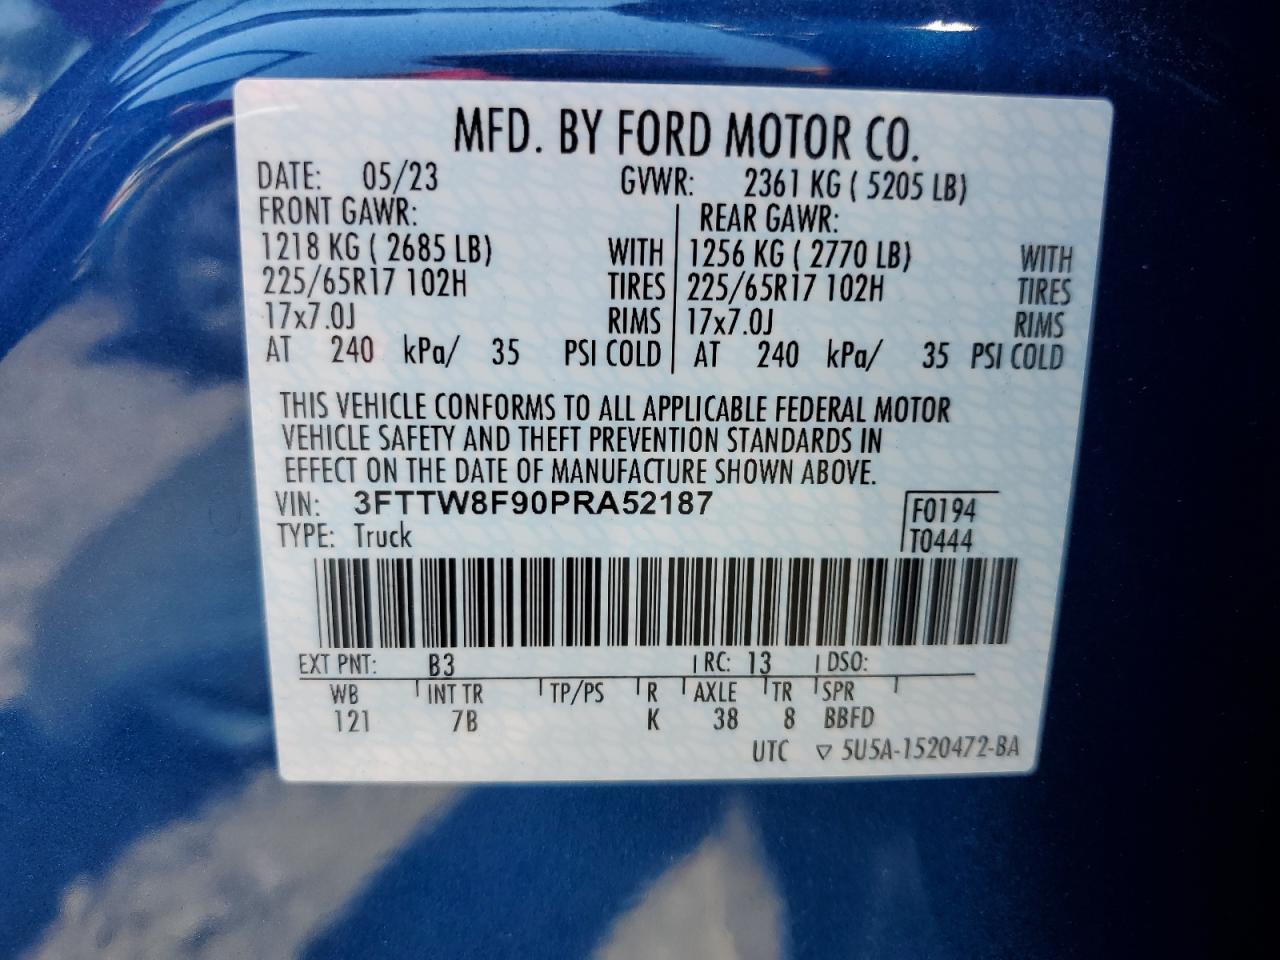 MFD. BY FORD MOTOR CO.
DATE: 05/23 GVWR: 2361 KG ( 5205 LB)
FRONT GAWR: REAR GAWR:
1218 KG ( 2685 LB) WITH 1256 KG ( 2770 LB) WITH
225/65R17 102H TIRES 225/65R17 102H TIRES
17x7.0J RIMS 17x7.0J RIMS
AT 240 kPa/ 35 PSI COLD AT 240 kPa/ 35 PSI COLD
THIS VEHICLE CONFORMS TO ALL APPLICABLE FEDERAL MOTOR
VEHICLE SAFETY AND THEFT PREVENTION STANDARDS IN
EFFECT ON THE DATE OF MANUFACTURE SHOWN ABOVE.
VIN: 3FTTW8F90PRA52187 F0194
TYPE: Truck T0444
EXT PNT: B3 RC: 13 DSO:
WB INT TR TP/PS R AXLE TR SPR
121 7B K 38 8 BBFD
UTC ▽ 5U5A-1520472-BA